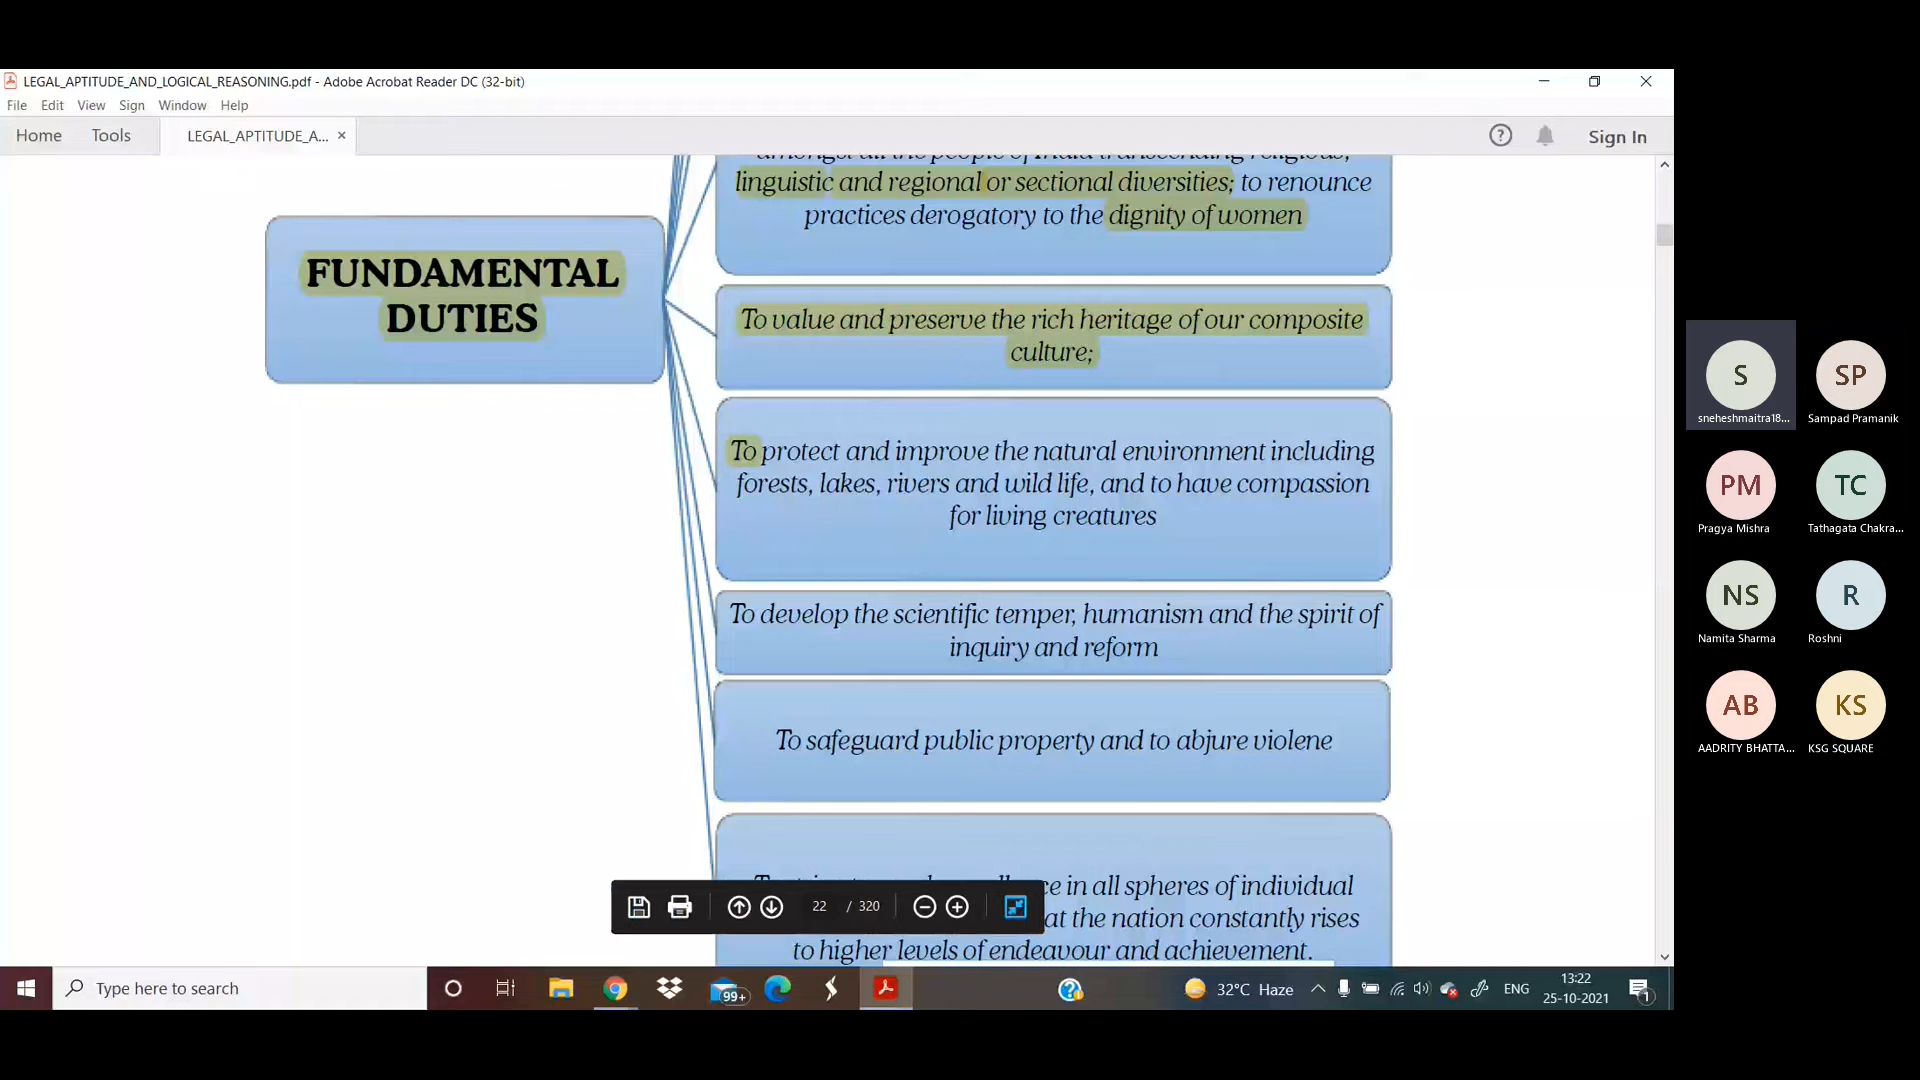 LEGAL_APTITUDE_AND_LOGICAL_REASONING.pdf - Adobe Acrobat Reader DC (32-bit)
File Edit View Sign Window Help
Home Tools LEGAL_APTITUDE_A... × Sign In
linguistic and regional or sectional diversities; to renounce
practices derogatory to the dignity of women
FUNDAMENTAL
DUTIES
To value and preserve the rich heritage of our composite
culture;
To protect and improve the natural environment including
forests, lakes, rivers and wild life, and to have compassion
for living creatures
To develop the scientific temper, humanism and the spirit of
inquiry and reform
To safeguard public property and to abjure violene
in all spheres of individual
the nation constantly rises
to higher levels of endeavour and achievement.
22 / 320
S
sneheshmaitra18...
SP
Sampad Pramanik
PM
Pragya Mishra
TC
Tathagata Chakra...
NS
Namita Sharma
R
Roshni
AB
AADRITY BHATTA...
KS
KSG SQUARE
Type here to search
99+
32°C Haze
ENG
13:22
25-10-2021
1